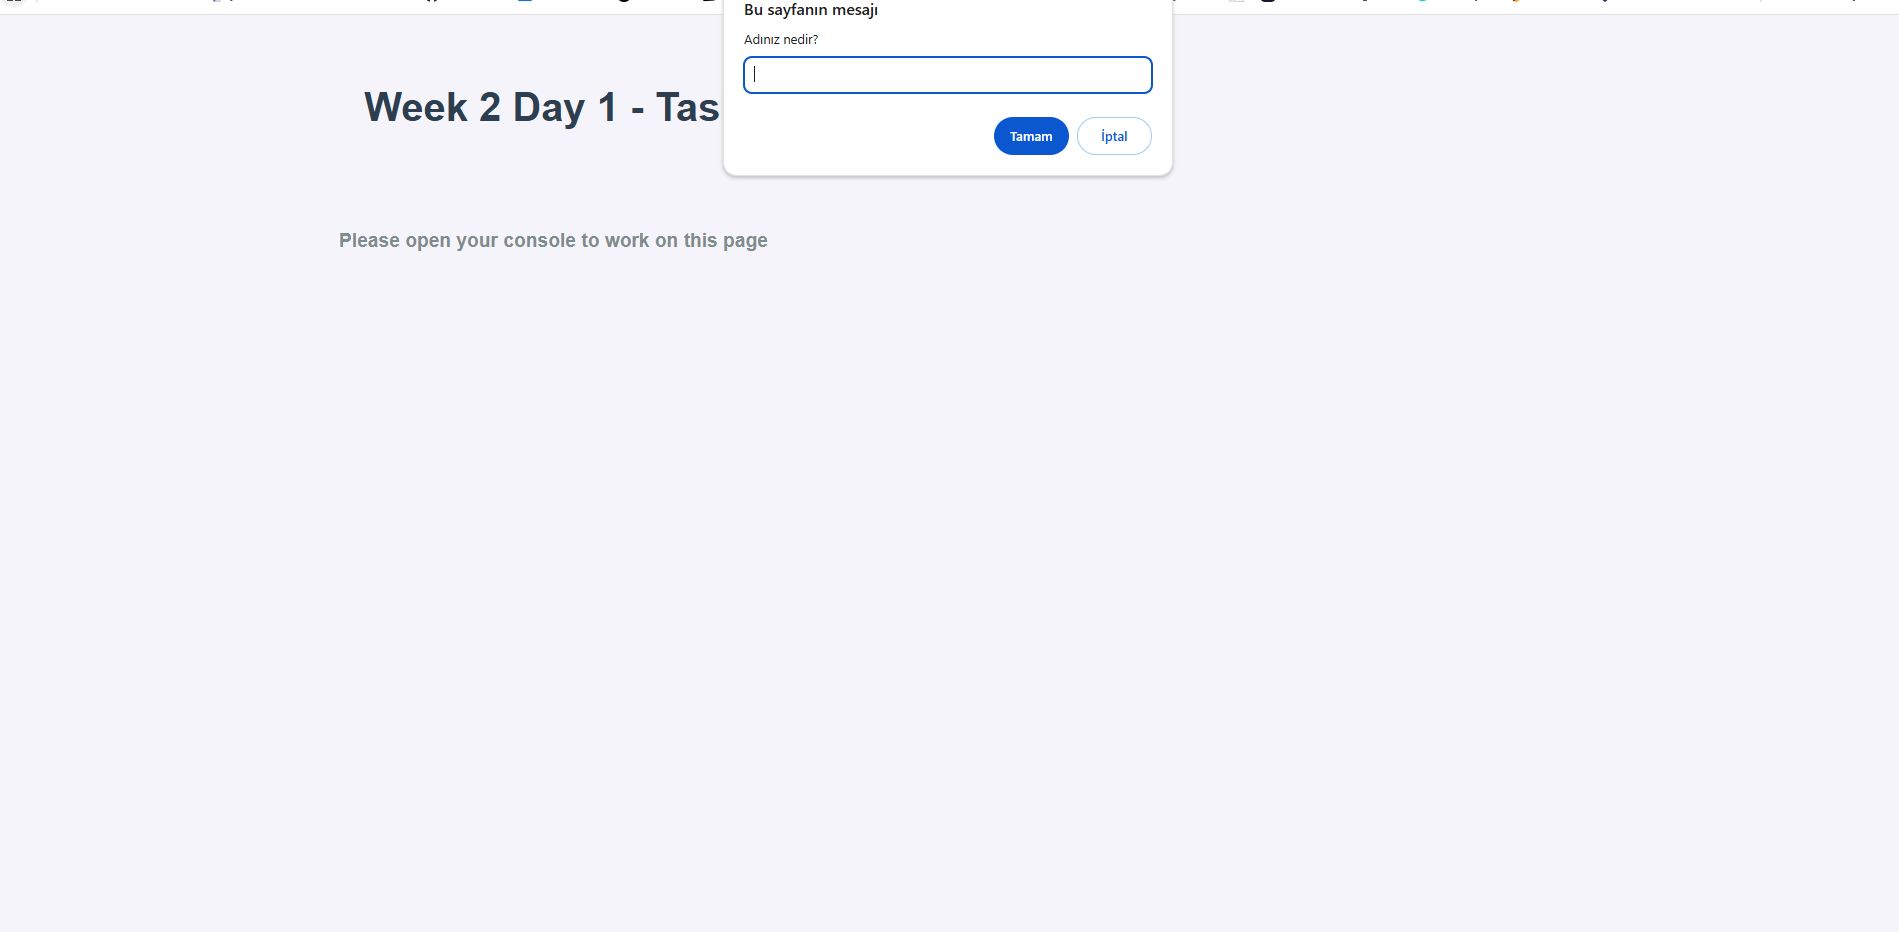 Bu sayfanın mesajı
Adınız nedir?
Week 2 Day 1 - Tas
Tamam
İptal
Please open your console to work on this page